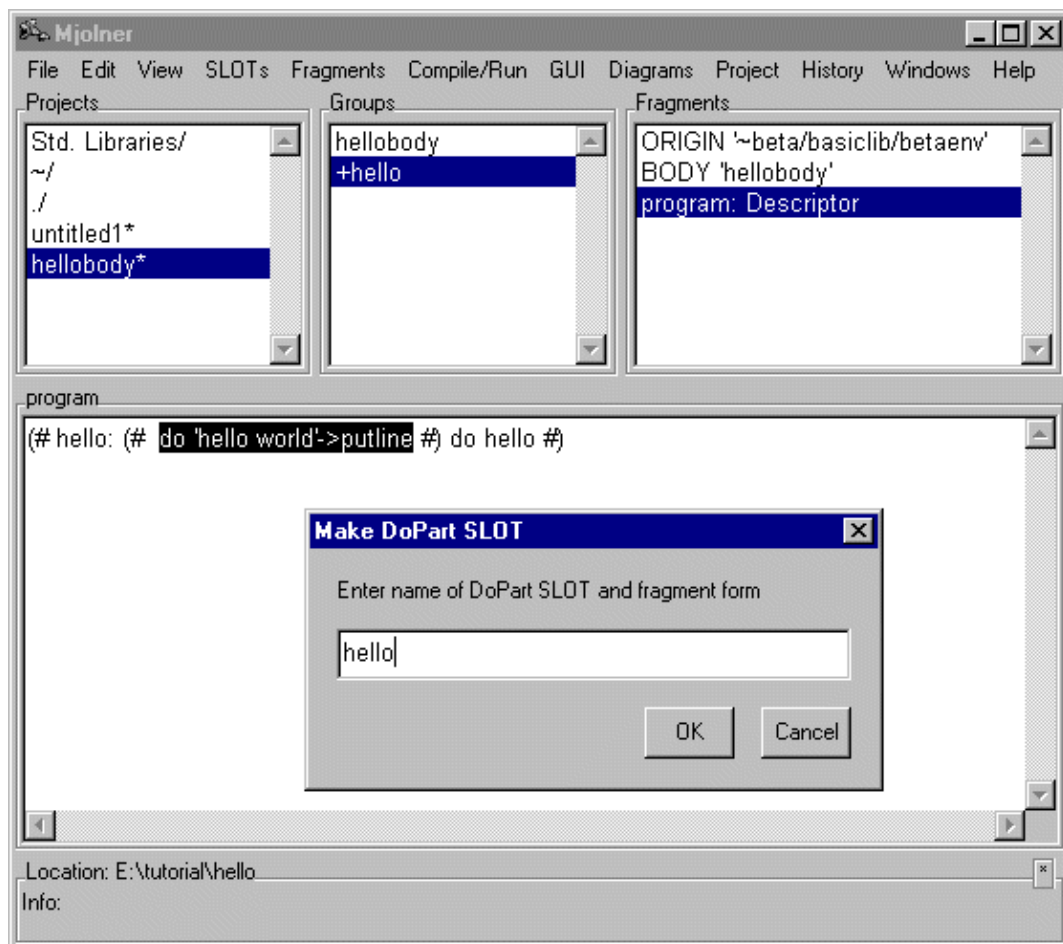 Mjolner
File Edit View SLOTs Fragments Compile/Run GUI Diagrams Project History Windows Help
Projects
Std. Libraries/
~/
./
untitled1*
hellobody*
Groups
hellobody
+hello
Fragments
ORIGIN '~beta/basiclib/betaenv'
BODY 'hellobody'
program: Descriptor
program
(# hello: (# do 'hello world'->putline #) do hello #)
Make DoPart SLOT
Enter name of DoPart SLOT and fragment form
hello
OK Cancel
Location: E:\tutorial\hello
Info: